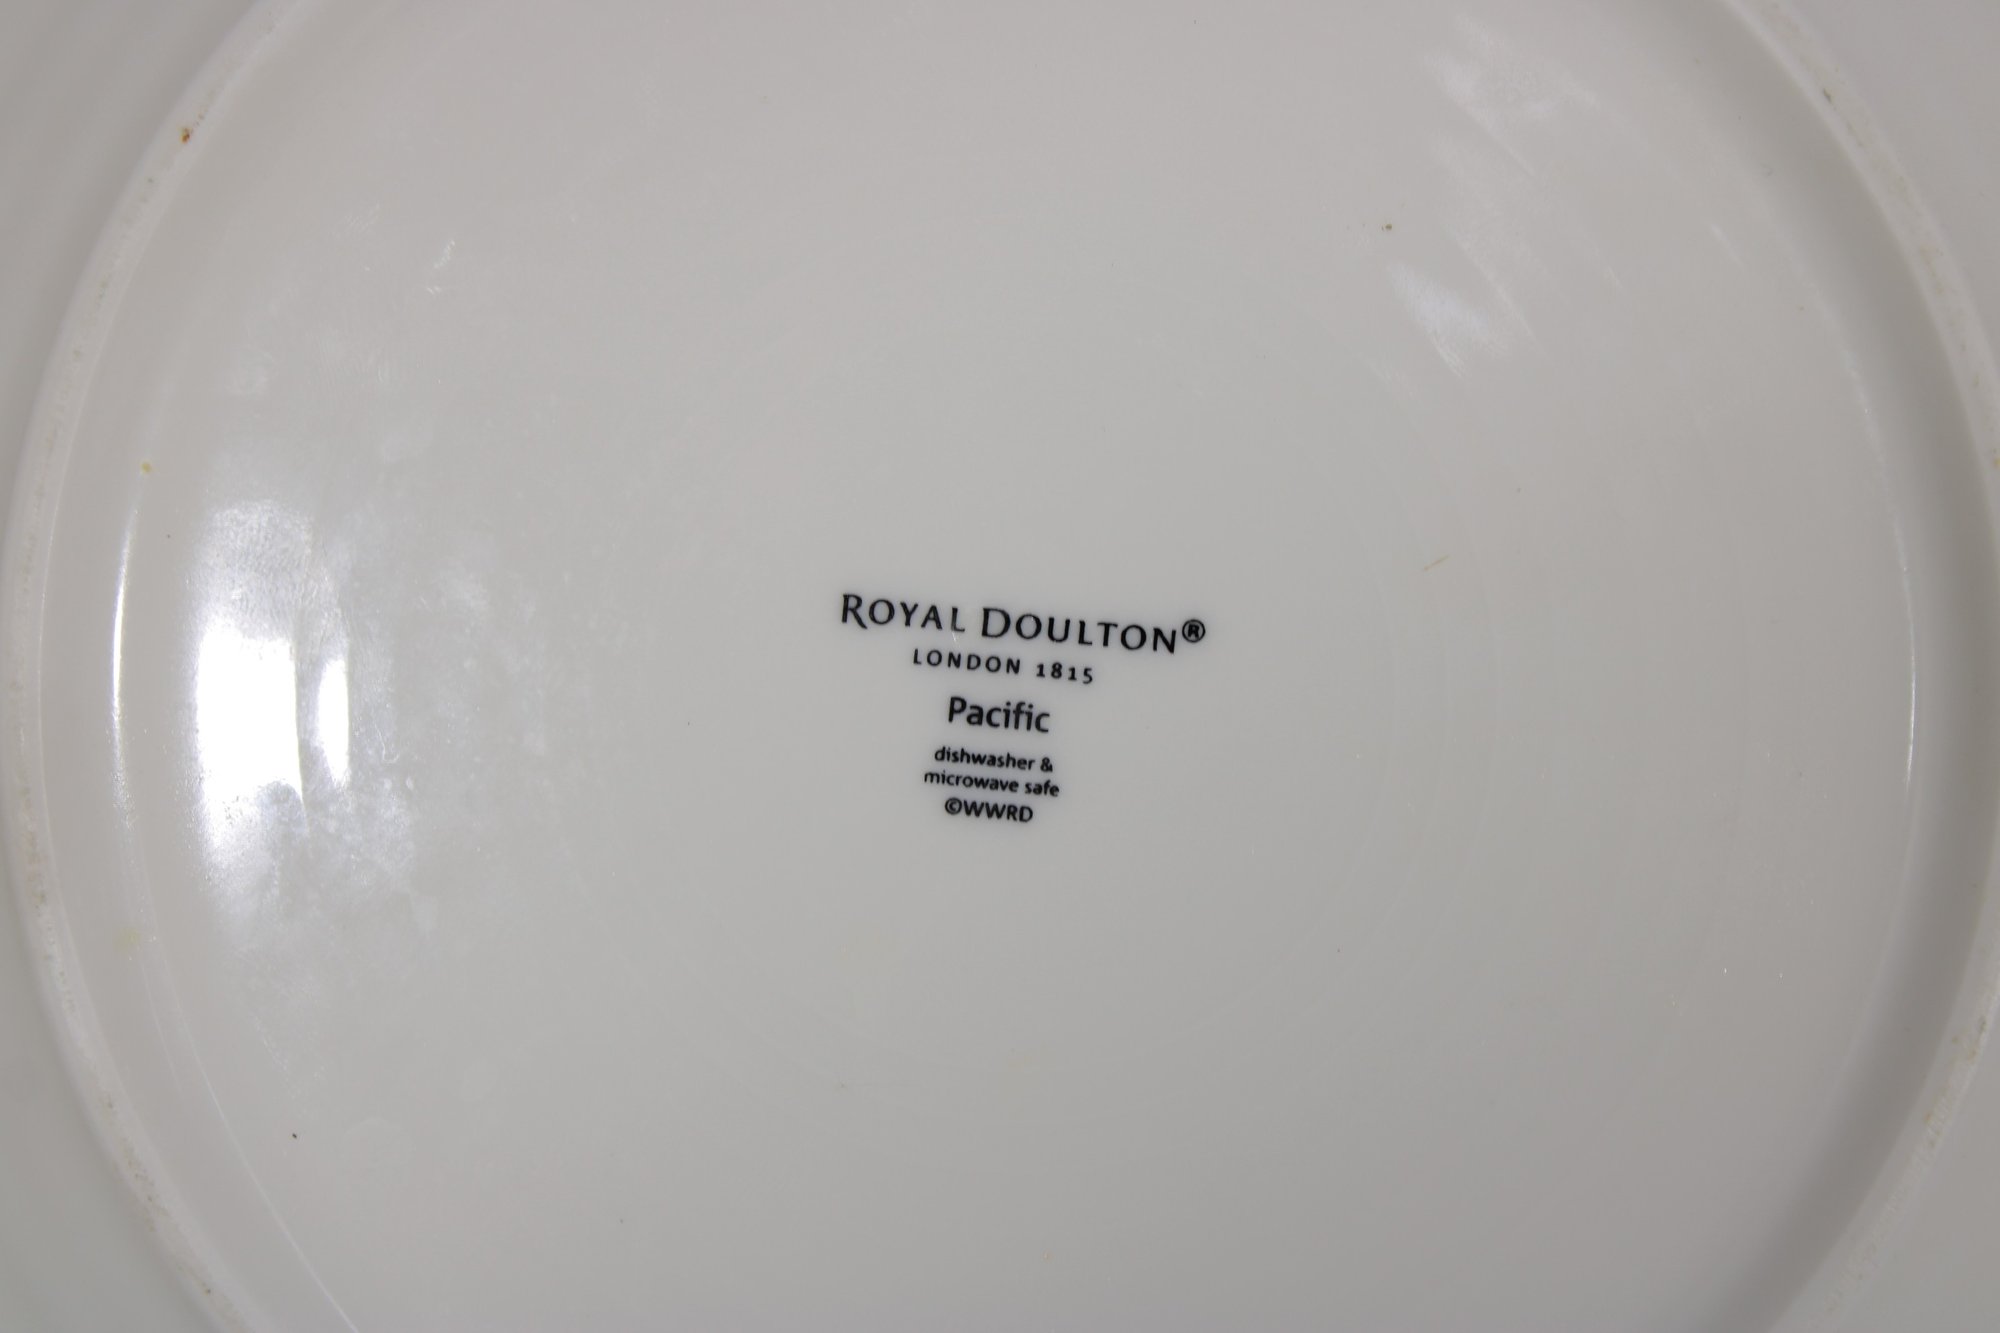 ROYAL DOULTON®
LONDON 1815
Pacific
dishwasher &
microwave safe
©WWRD